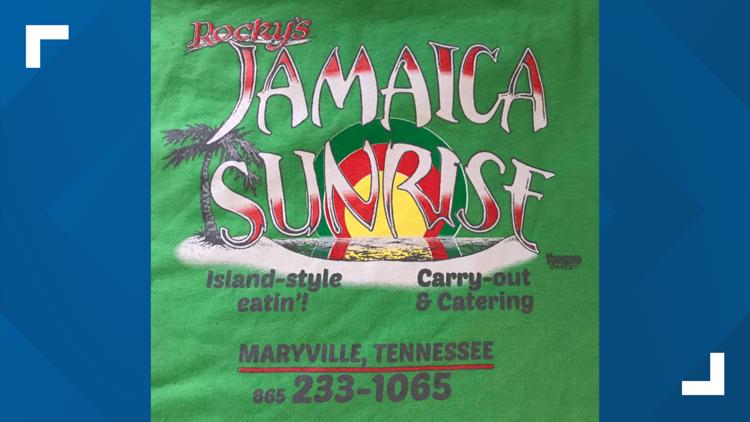 Rocky's
JAMAICA
SUNRISE
Island-style
eatin'!
Carry-out
& Catering
MARYVILLE, TENNESSEE
865 233-1065